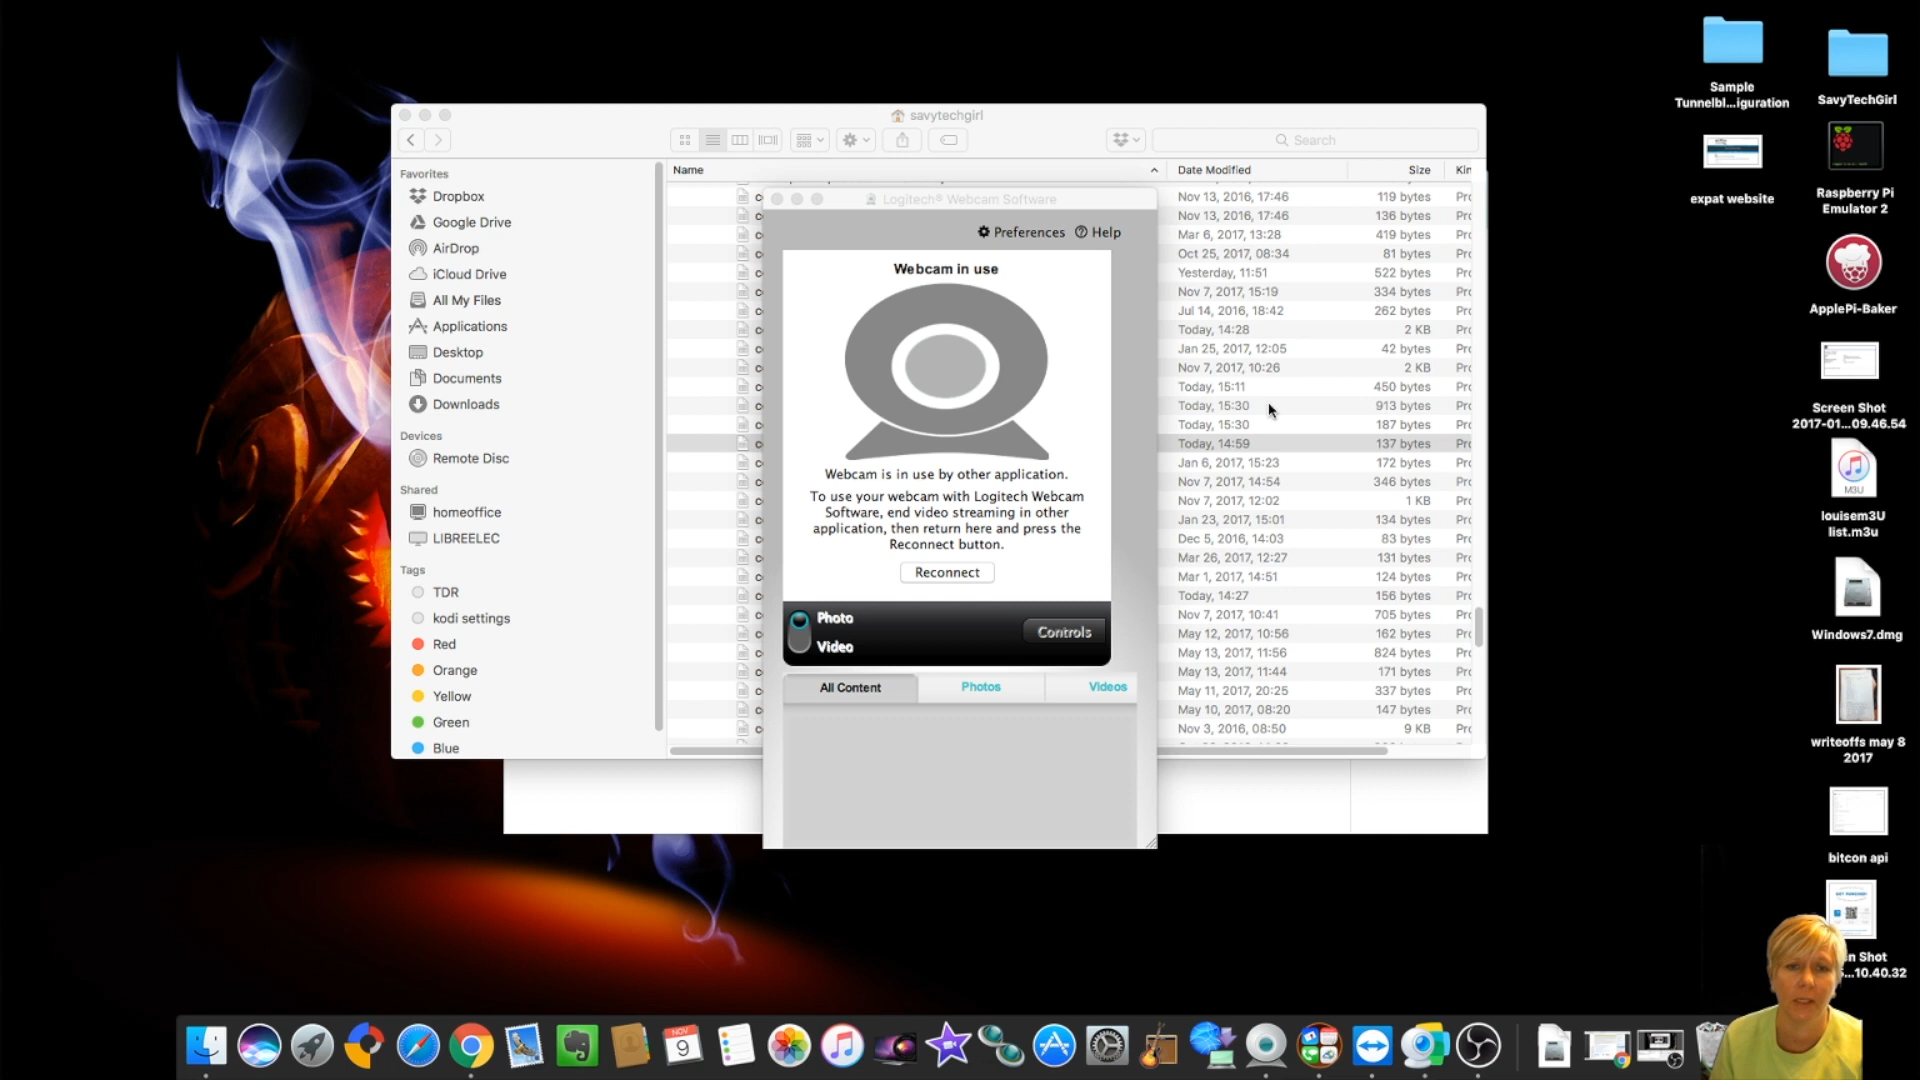 savytechgirl
Search
Name
Date Modified
Size
Favorites
Dropbox
Google Drive
AirDrop
iCloud Drive
All My Files
Applications
Desktop
Documents
Downloads
Devices
Remote Disc
Shared
homeoffice
LIBREELEC
Tags
TDR
kodi settings
Red
Orange
Yellow
Green
Blue
Nov 13, 2016, 17:46 119 bytes
Nov 13, 2016, 17:46 136 bytes
Mar 6, 2017, 13:28 419 bytes
Oct 25, 2017, 08:34 81 bytes
Yesterday, 11:51 522 bytes
Nov 7, 2017, 15:19 334 bytes
Jul 14, 2016, 18:42 262 bytes
Today, 14:28 2 KB
Jan 25, 2017, 12:05 42 bytes
Nov 7, 2017, 10:26 2 KB
Today, 15:11 450 bytes
Today, 15:30 913 bytes
Today, 15:30 187 bytes
Today, 14:59 137 bytes
Jan 6, 2017, 15:23 172 bytes
Nov 7, 2017, 14:54 346 bytes
Nov 7, 2017, 12:02 1 KB
Jan 23, 2017, 15:01 134 bytes
Dec 5, 2016, 14:03 83 bytes
Mar 26, 2017, 12:27 131 bytes
Mar 1, 2017, 14:51 124 bytes
Today, 14:27 156 bytes
Nov 7, 2017, 10:41 705 bytes
May 12, 2017, 10:56 162 bytes
May 13, 2017, 11:56 824 bytes
May 13, 2017, 11:44 171 bytes
May 11, 2017, 20:25 337 bytes
May 10, 2017, 08:20 147 bytes
Nov 3, 2016, 08:50 9 KB
Logitech® Webcam Software
Preferences Help
Webcam in use
Webcam is in use by other application.
To use your webcam with Logitech Webcam
Software, end video streaming in other
application, then return here and press the
Reconnect button.
Reconnect
Photo
Video
Controls
All Content Photos Videos
Sample
Tunnelbl...iguration
expat website
SavyTechGirl
Raspberry Pi
Emulator 2
ApplePi-Baker
Screen Shot
2017-01...09.46.54
M3U
louisem3U
list.m3u
Windows7.dmg
writeoffs may 8
2017
bitcon api
n Shot
...10.40.32
NOV
9